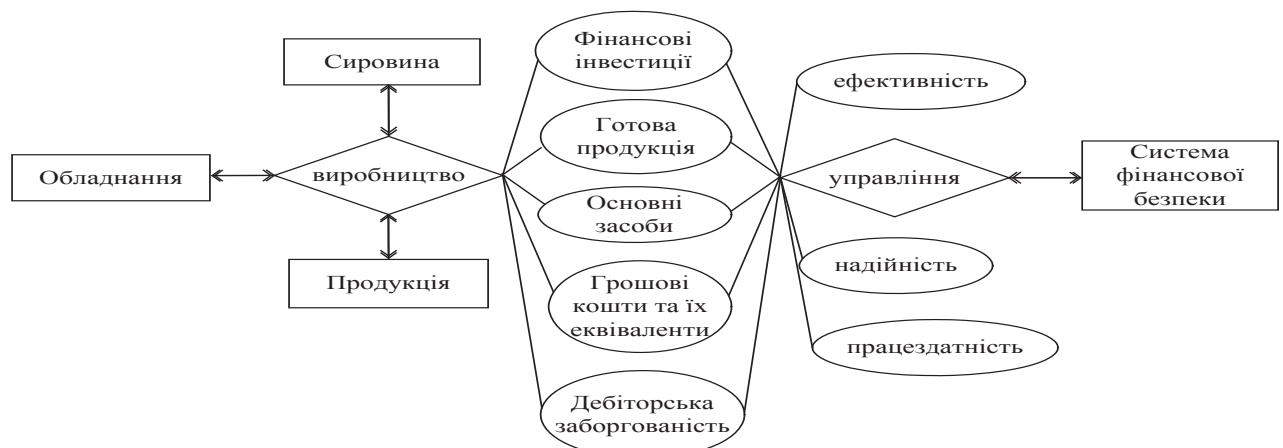 Фінансові
інвестиції
Сировина
ефективність
Готова
продукція
Обладнання
виробництво
управління
Система
фінансової
безпеки
Основні
засоби
Продукція
надійність
Грошові
кошти та їх
еквіваленти
працездатність
Дебіторська
заборгованість